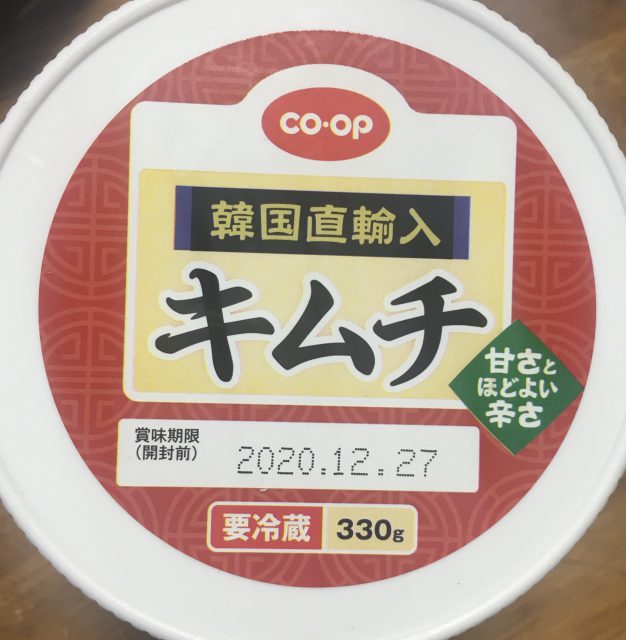 CO・OP
韓国直輸入
キムチ
甘さと
ほどよい
辛さ
賞味期限
(開封前)
2020.12.27
要冷蔵 330g